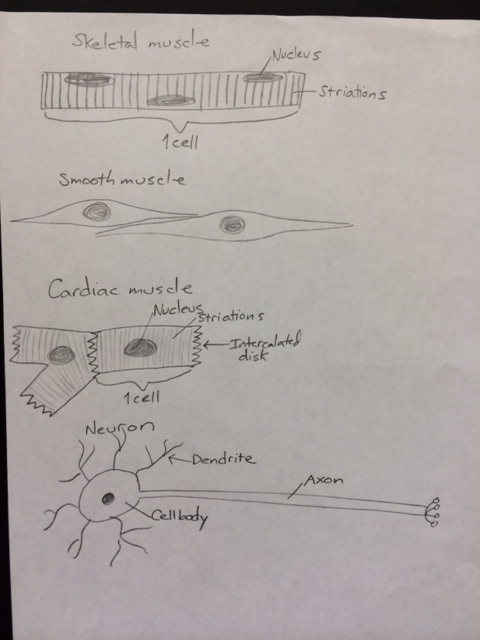 Skeletal muscle
Nucleus
Striations
1 cell
Smooth muscle
Cardiac muscle
Nucleus
Striations
Intercalated
disk
1 cell
Neuron
Dendrite
Axon
Cell body